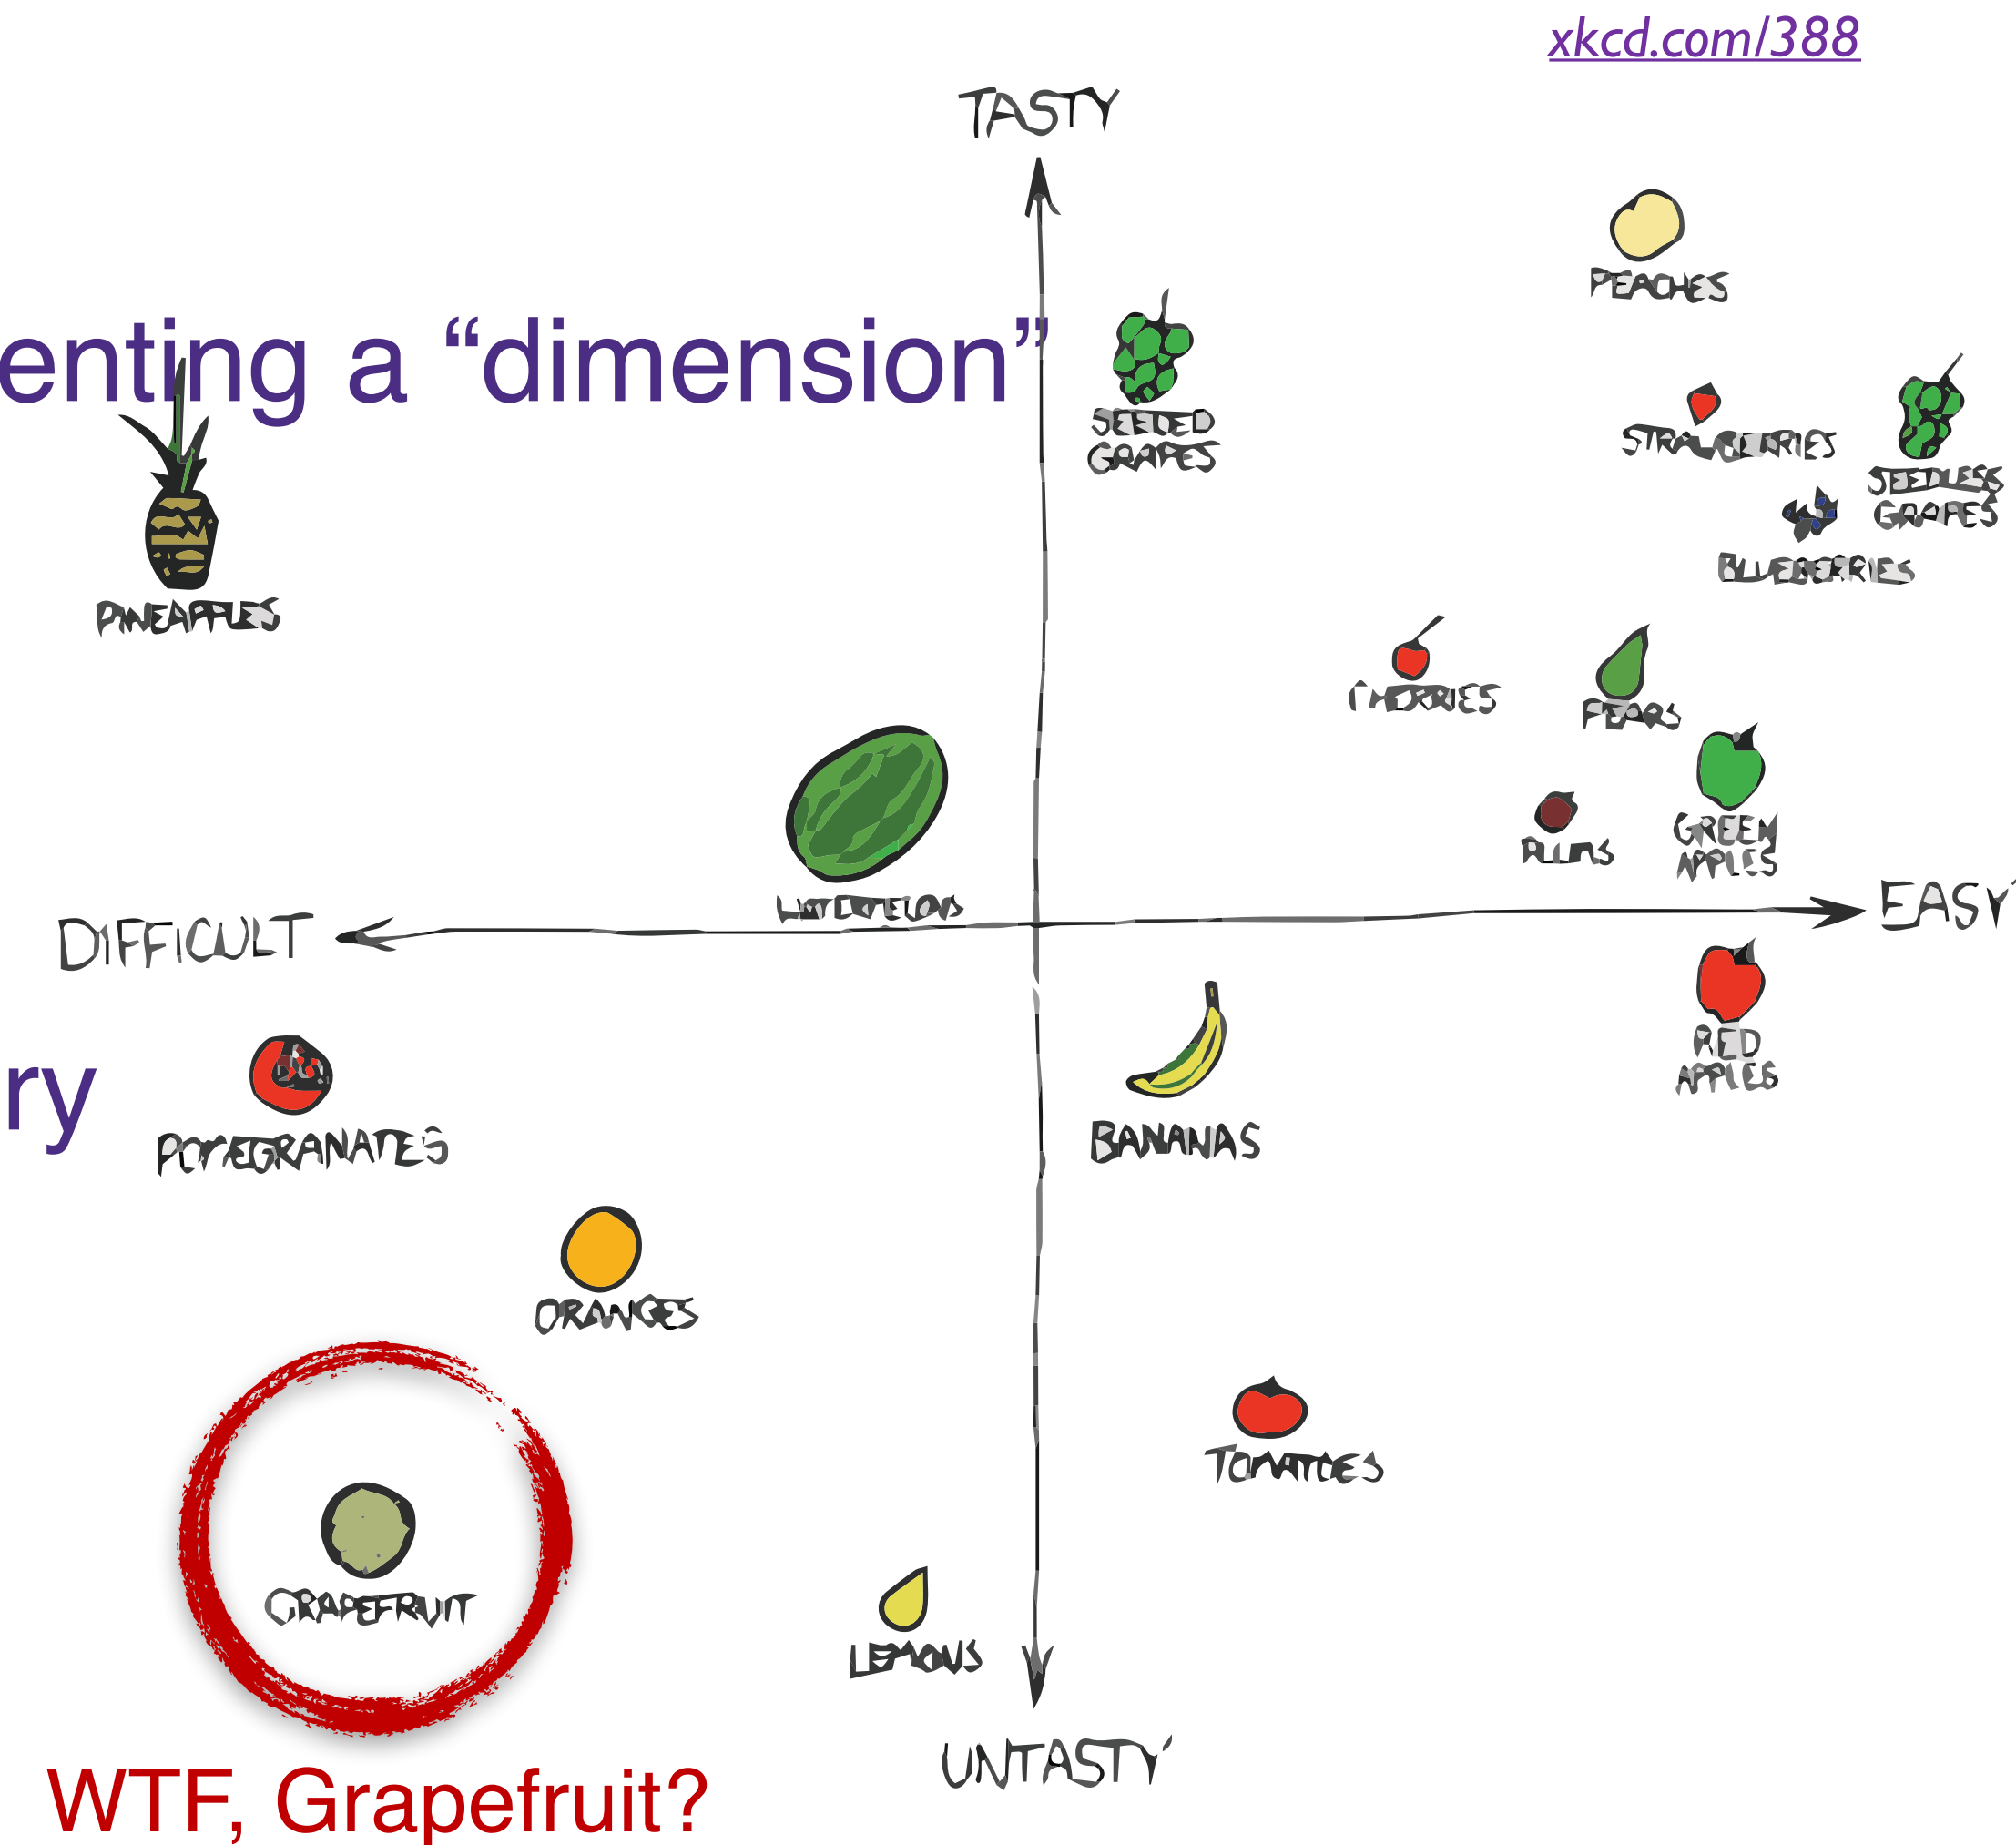 xkcd.com/388
TASTY
PEACHES
enting a “dimension”
SEEDED
GRAPES
STRAWBERRIES
SEEDLESS
GRAPES
BLUEBERRIES
PINEAPPLES
CHERRIES
PEARS
PLUMS
GREEN
APPLES
WATERMELON
DIFFICULT
EASY
RED
APPLES
ry
POMEGRANATES
BANANAS
ORANGES
TOMATOES
GRAPEFRUIT
LEMONS
UNTASTY
WTF, Grapefruit?